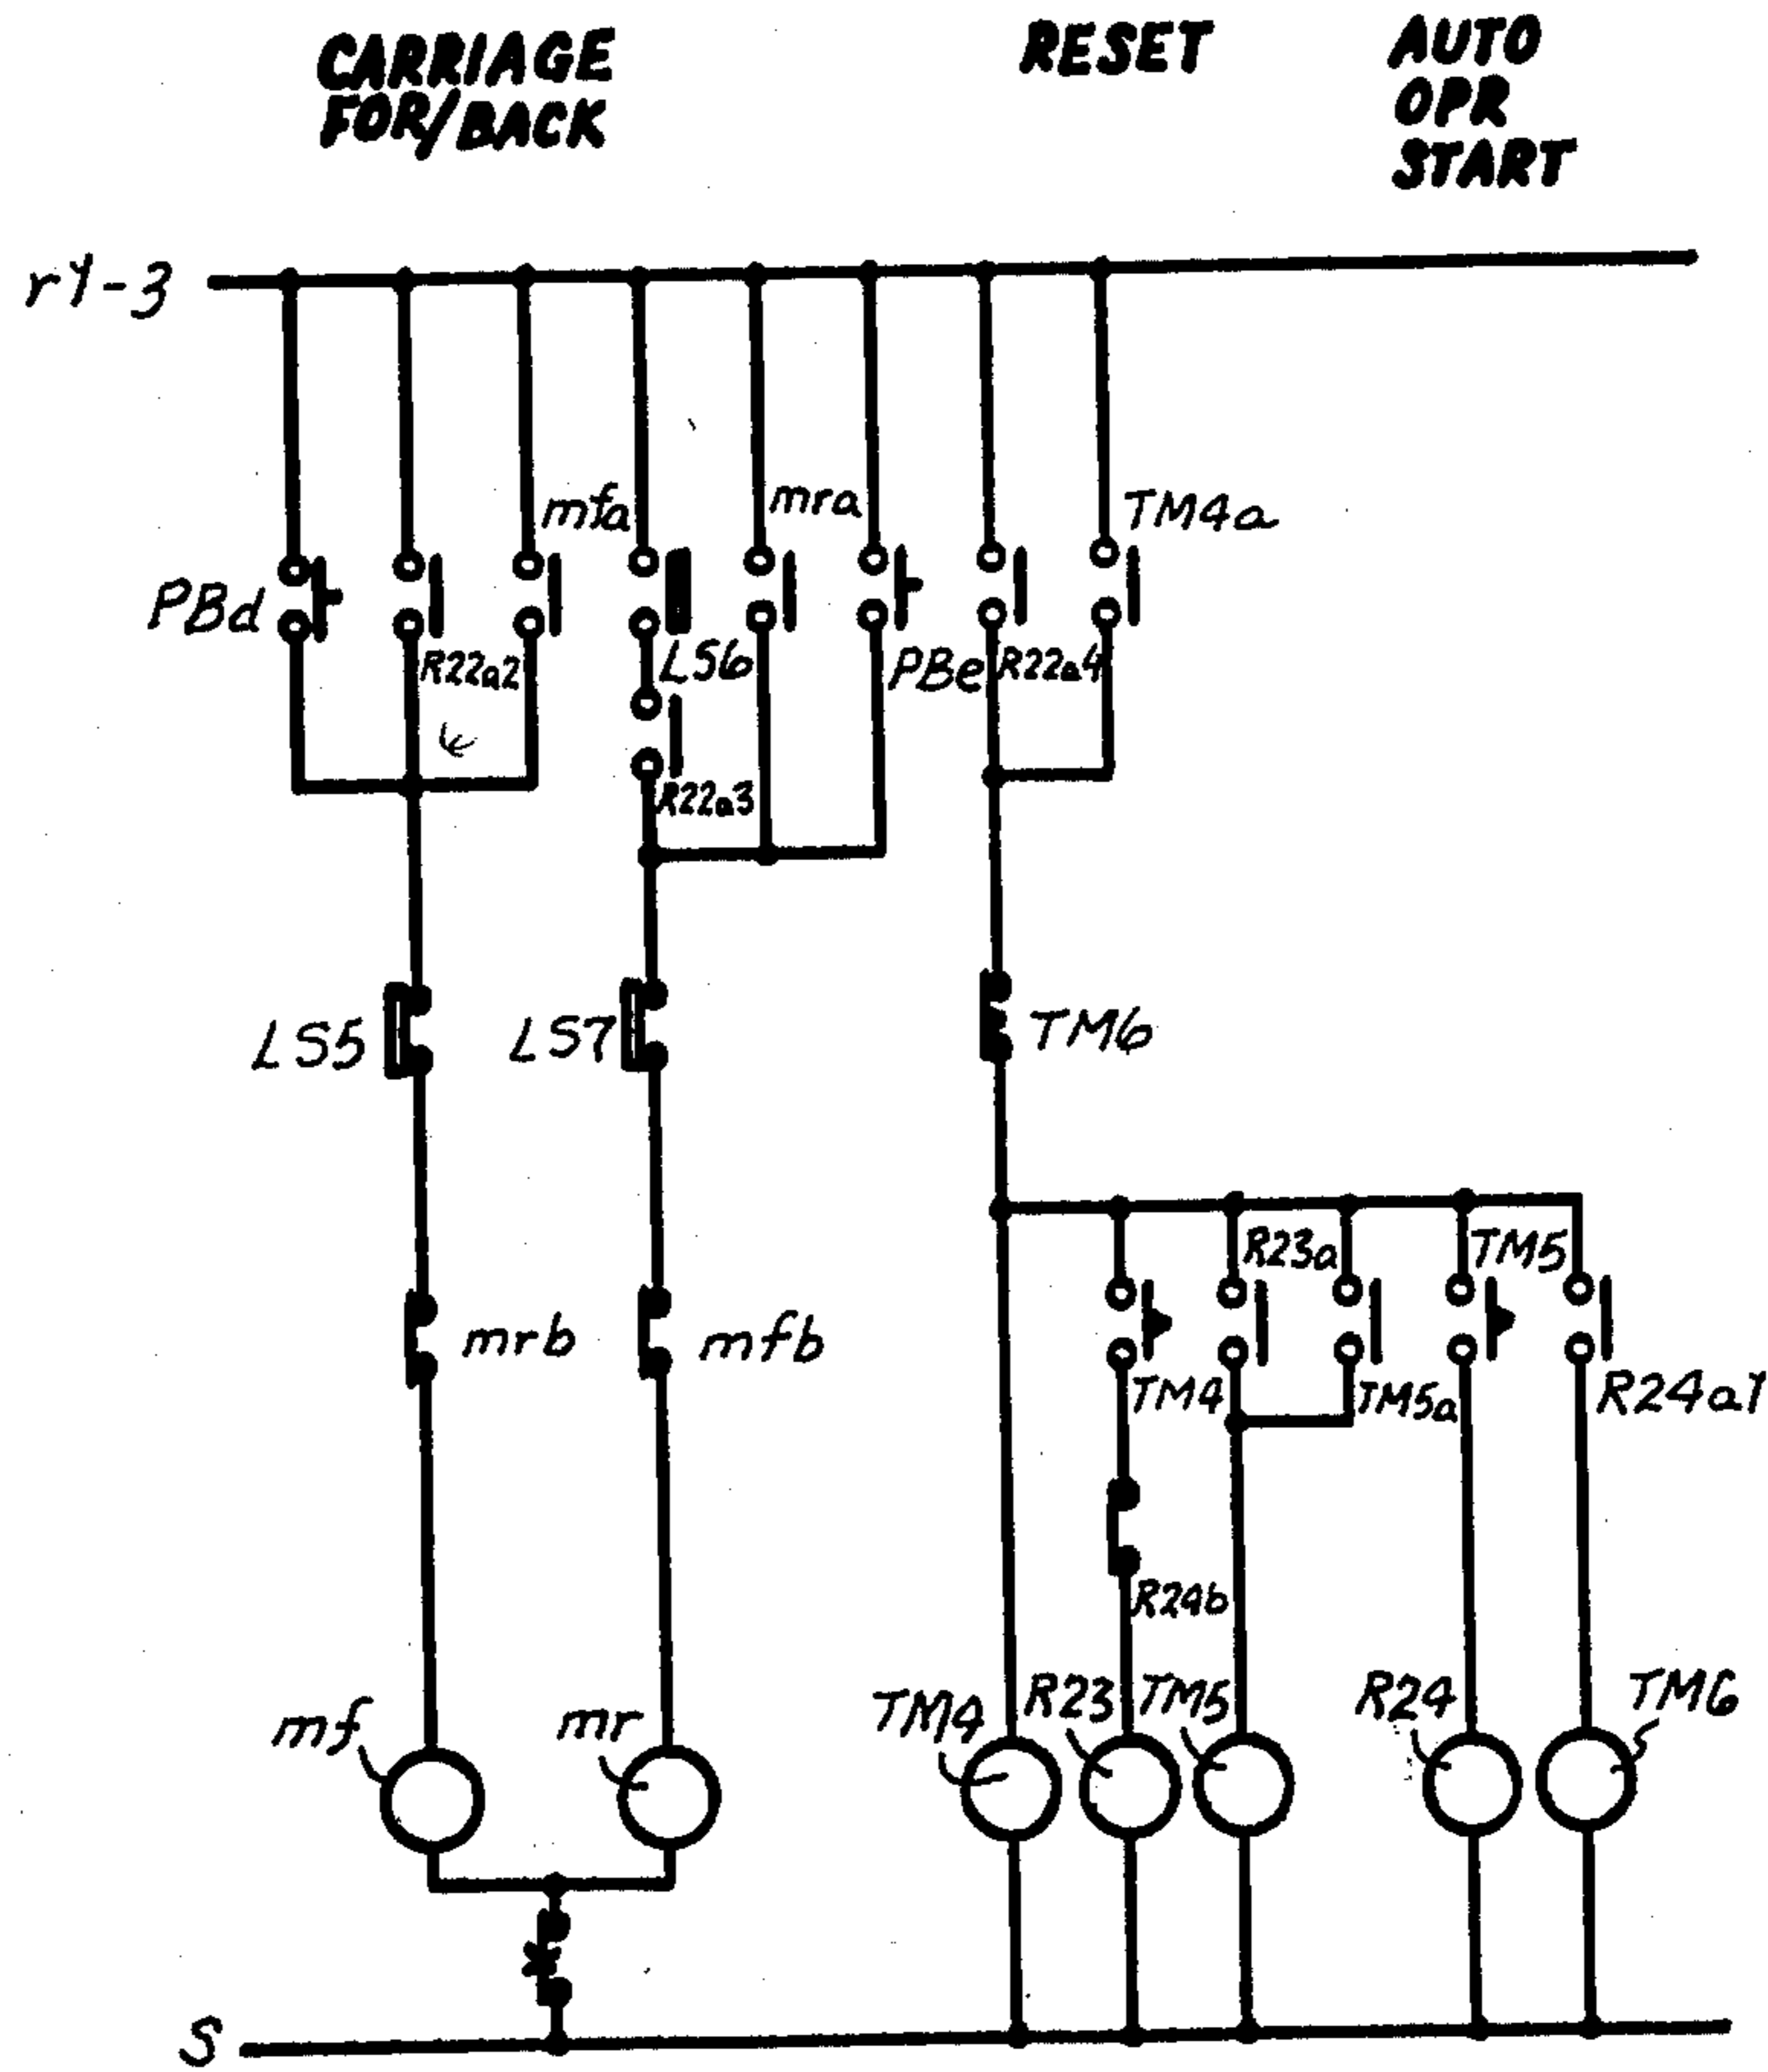 CARRIAGE
FOR/BACK
RESET
AUTO
OPR
START
r1-3
mfa
mra
TM4a
PBd
R22a2
LS6
PBe
R22a4
R22a3
LS5
LS7
TM6
R23a
TM5
mrb
mfb
TM4
TM5a
R24a1
R24b
mf
mr
TM4
R23
TM5
R24
TM6
S